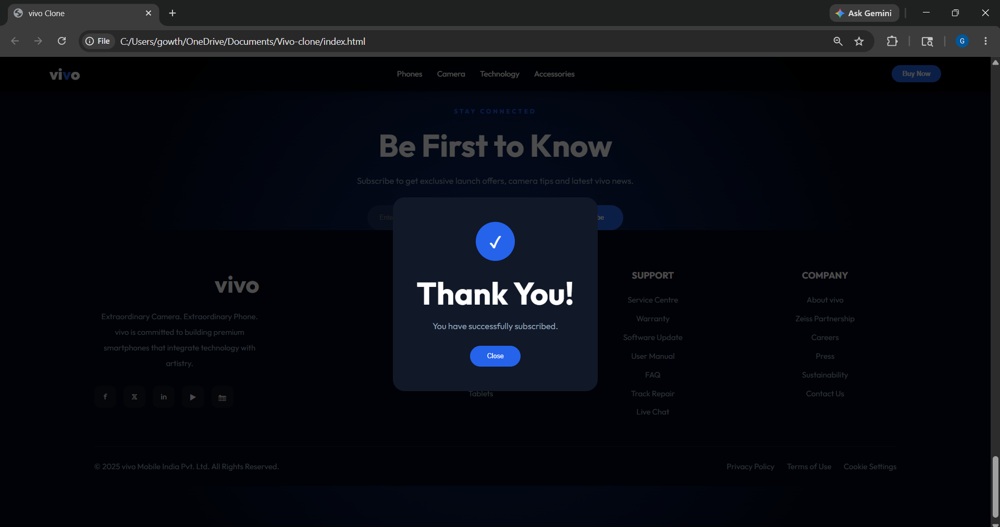 vivo Clone
Ask Gemini
File
C:/Users/gowth/OneDrive/Documents/Vivo-clone/index.html
G
vivo
Phones Camera Technology Accessories
Buy Now
STAY CONNECTED
Be First to Know
Subscribe to get exclusive launch offers, camera tips and latest vivo news.
Ente
be
✓
Thank You!
You have successfully subscribed.
Close
vivo
Extraordinary Camera. Extraordinary Phone.
vivo is committed to building premium
smartphones that integrate technology with
artistry.
f X in
Tablets
SUPPORT
Service Centre
Warranty
Software Update
User Manual
FAQ
Track Repair
Live Chat
COMPANY
About vivo
Zeiss Partnership
Careers
Press
Sustainability
Contact Us
© 2025 vivo Mobile India Pvt. Ltd. All Rights Reserved.
Privacy Policy Terms of Use Cookie Settings